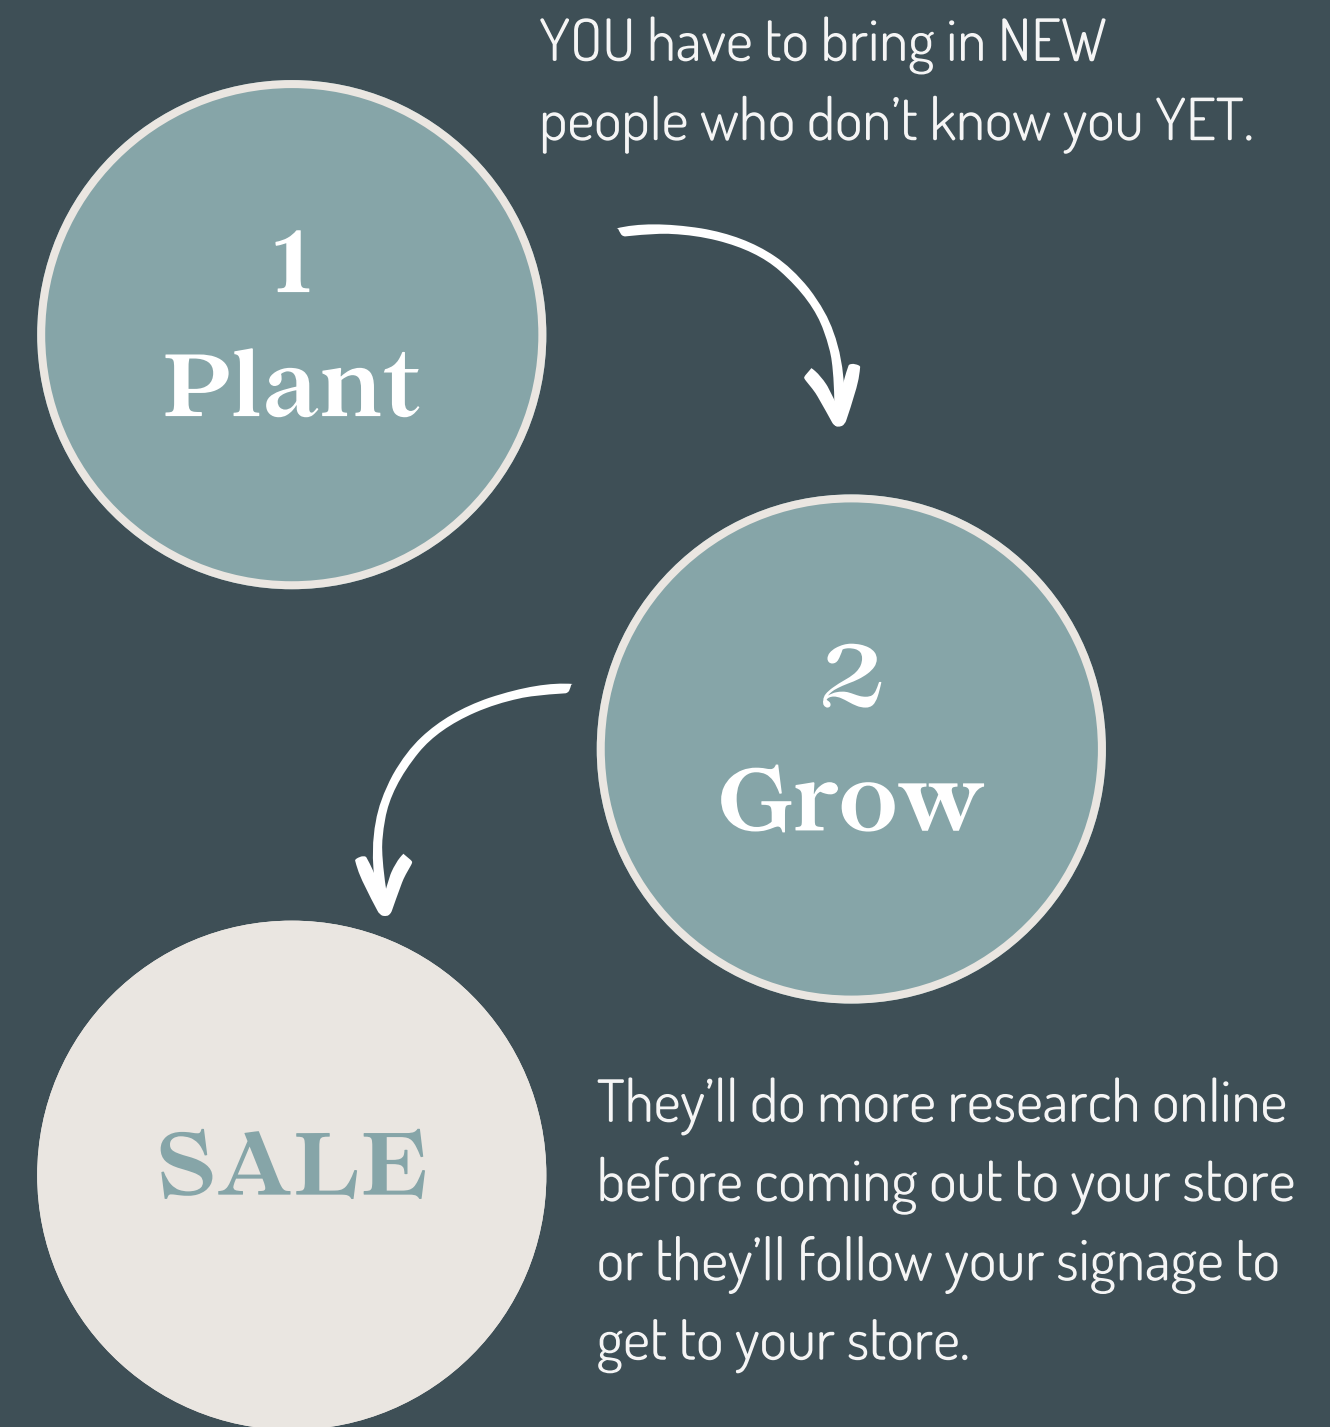 YOU have to bring in NEW
people who don't know you YET.
1
Plant
2
Grow
SALE
They'll do more research online
before coming out to your store
or they'll follow your signage to
get to your store.